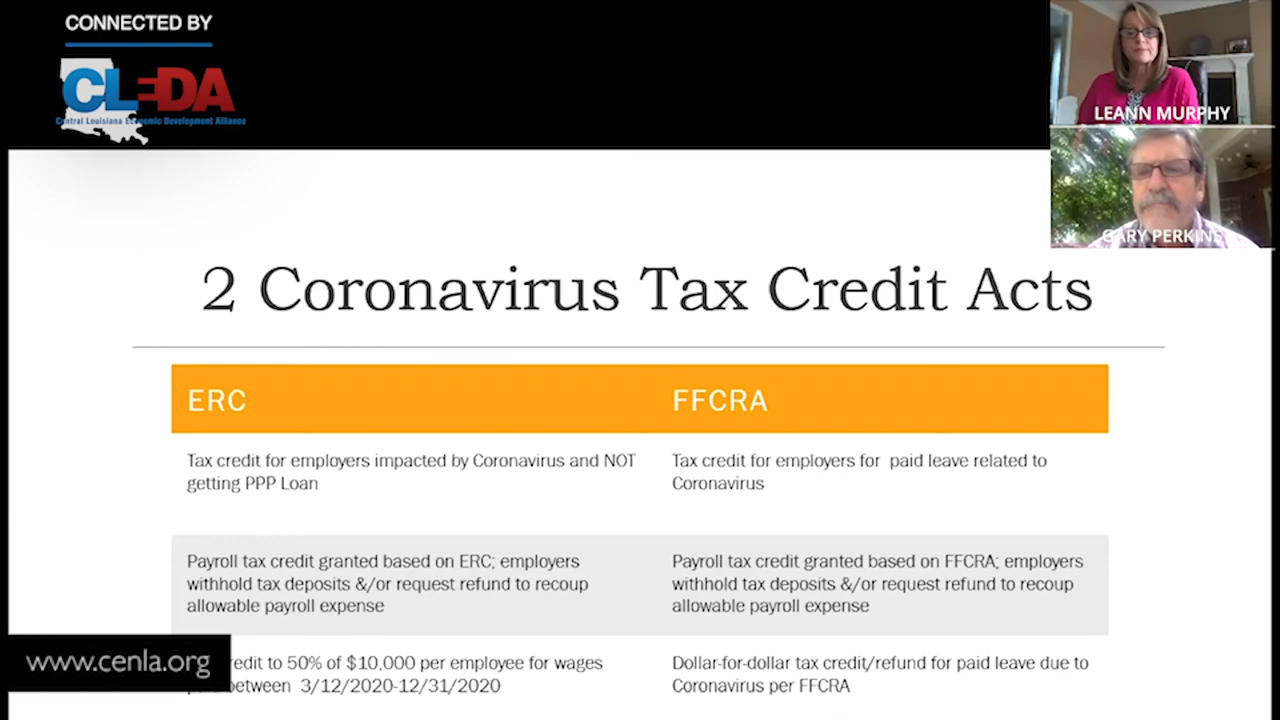 CONNECTED BY
CLEDA
Central Louisiana Economic Development Alliance
LEANN MURPHY
GARY PERKINS
2 Coronavirus Tax Credit Acts
ERC
FFCRA
Tax credit for employers impacted by Coronavirus and NOT
getting PPP Loan
Tax credit for employers for paid leave related to
Coronavirus
Payroll tax credit granted based on ERC; employers
withhold tax deposits &/or request refund to recoup
allowable payroll expense
Payroll tax credit granted based on FFCRA; employers
withhold tax deposits &/or request refund to recoup
allowable payroll expense
www.cenla.org
redit to 50% of $10,000 per employee for wages
between 3/12/2020-12/31/2020
Dollar-for-dollar tax credit/refund for paid leave due to
Coronavirus per FFCRA